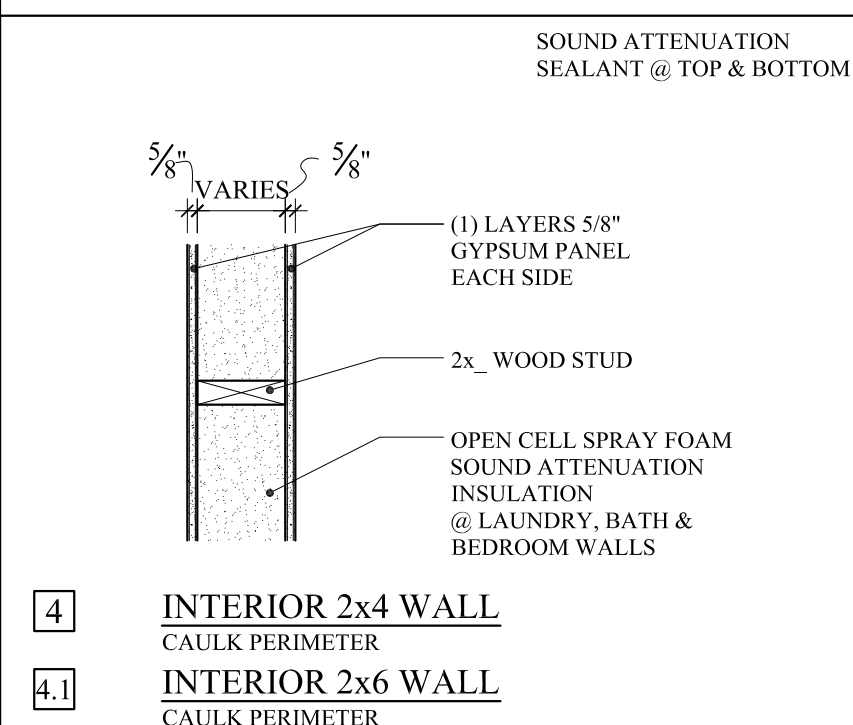 SOUND ATTENUATION
SEALANT @ TOP & BOTTOM
5/8"
5/8"
VARIES
(1) LAYERS 5/8"
GYPSUM PANEL
EACH SIDE
2x_ WOOD STUD
OPEN CELL SPRAY FOAM
SOUND ATTENUATION
INSULATION
@ LAUNDRY, BATH &
BEDROOM WALLS
4
INTERIOR 2x4 WALL
CAULK PERIMETER
4.1
INTERIOR 2x6 WALL
CAULK PERIMETER